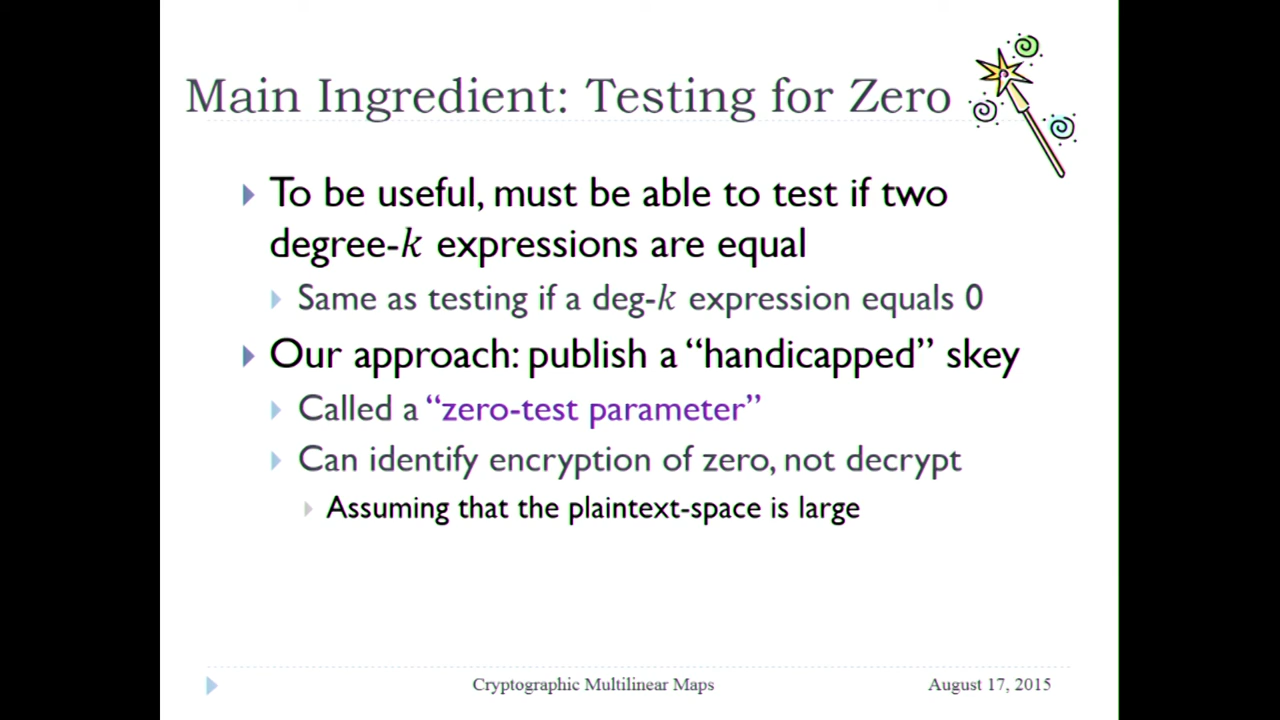 Main Ingredient: Testing for Zero
To be useful, must be able to test if two
degree-k expressions are equal
Same as testing if a deg-k expression equals 0
Our approach: publish a “handicapped” skey
Called a “zero-test parameter”
Can identify encryption of zero, not decrypt
Assuming that the plaintext-space is large
Cryptographic Multilinear Maps
August 17, 2015